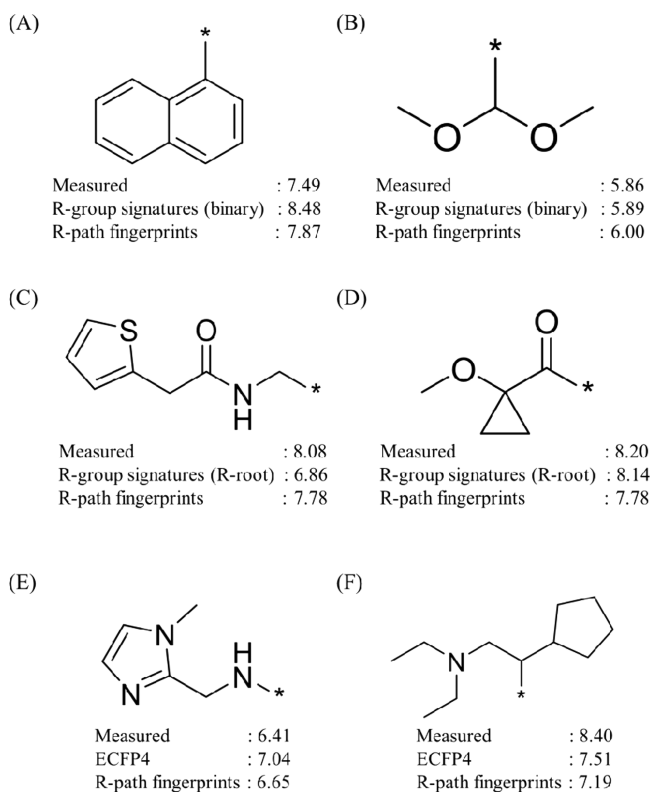 (A)
*
Measured : 7.49
R-group signatures (binary) : 8.48
R-path fingerprints : 7.87
(B)
*
O O
Measured : 5.86
R-group signatures (binary) : 5.89
R-path fingerprints : 6.00
(C)
S O
N
H
*
Measured : 8.08
R-group signatures (R-root) : 6.86
R-path fingerprints : 7.78
(D)
O
O
*
Measured : 8.20
R-group signatures (R-root) : 8.14
R-path fingerprints : 7.78
(E)
H
N N
*
N
Measured : 6.41
ECFP4 : 7.04
R-path fingerprints : 6.65
(F)
N
*
Measured : 8.40
ECFP4 : 7.51
R-path fingerprints : 7.19